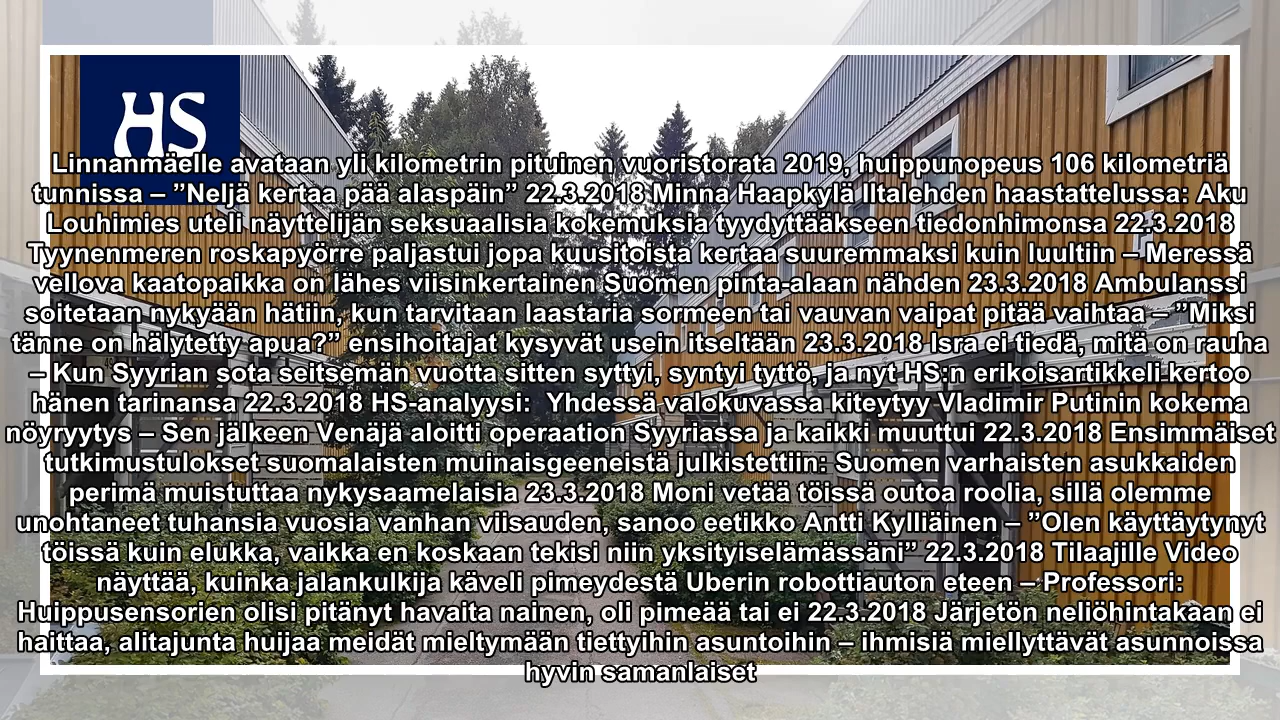 HS
Linnanmäelle avataan yli kilometrin pituinen vuoristorata 2019, huippunopeus 106 kilometriä
tunnissa – ”Neljä kertaa pää alaspäin” 22.3.2018 Minna Haapkylä Iltalehden haastattelussa: Aku
Louhimies uteli näyttelijän seksuaalisia kokemuksia tyydyttääkseen tiedonhimonsa 22.3.2018
Tyynenmeren roskapyörre paljastui jopa kuusitoista kertaa suuremmaksi kuin luultiin – Meressä
vellova kaatopaikka on lähes viisinkertainen Suomen pinta-alaan nähden 23.3.2018 Ambulanssi
soitetaan nykyään hätiin, kun tarvitaan laastaria sormeen tai vauvan vaipat pitää vaihtaa – ”Miksi
tänne on hälytetty apua?” ensihoitajat kysyvät usein itseltään 23.3.2018 Isra ei tiedä, mitä on rauha
– Kun Syyrian sota seitsemän vuotta sitten syttyi, syntyi tyttö, ja nyt HS:n erikoisartikkeli kertoo
hänen tarinansa 22.3.2018 HS-analyysi:  Yhdessä valokuvassa kiteytyy Vladimir Putinin kokema
nöyryytys – Sen jälkeen Venäjä aloitti operaation Syyriassa ja kaikki muuttui 22.3.2018 Ensimmäiset
tutkimustulokset suomalaisten muinaisgeeneistä julkistettiin: Suomen varhaisten asukkaiden
perimä muistuttaa nykysaamelaisia 23.3.2018 Moni vetää töissä outoa roolia, sillä olemme
unohtaneet tuhansia vuosia vanhan viisauden, sanoo eetikko Antti Kylliäinen – ”Olen käyttäytynyt
töissä kuin elukka, vaikka en koskaan tekisi niin yksityiselämässäni” 22.3.2018 Tilaajille Video
näyttää, kuinka jalankulkija käveli pimeydestä Uberin robottiauton eteen – Professori:
Huippusensorien olisi pitänyt havaita nainen, oli pimeää tai ei 22.3.2018 Järjetön neliöhintakaan ei
haittaa, alitajunta huijaa meidät mieltymään tiettyihin asuntoihin – ihmisiä miellyttävät asunnoissa
hyvin samanlaiset